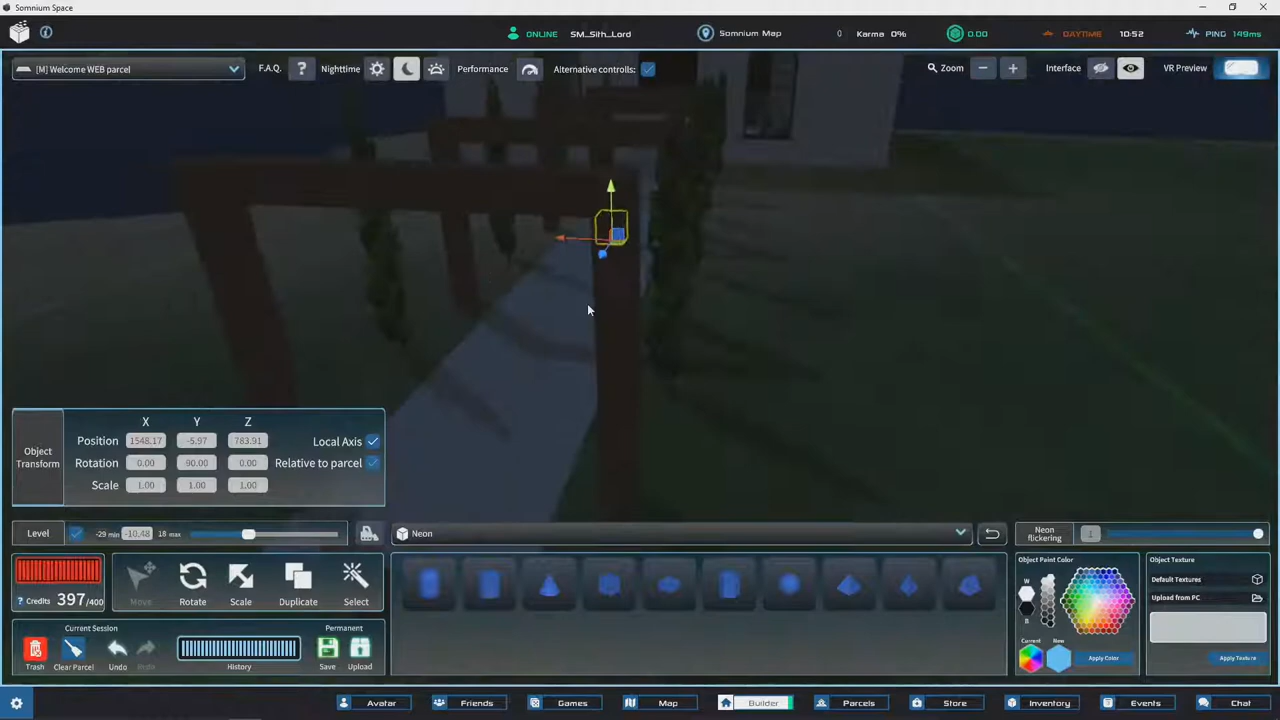 Somnium Space
ONLINE SM_Sith_Lord Somnium Map 0 Karma 0% 0.00 DAYTIME 10:52 PING 149ms
[M] Welcome WEB parcel F.A.Q. ? Nighttime Performance Alternative controlls: Zoom Interface VR Preview
X Y Z
Object Transform
Position 1548.17 -5.97 783.91 Local Axis
Rotation 0.00 90.00 0.00 Relative to parcel
Scale 1.00 1.00 1.00
Level -29 min -10.48 18 max
Neon
Neon flickering 1
? Credits 397/400
Move Rotate Scale Duplicate Select
Object Paint Color
W
B
Current New
Apply Color
Object Texture
Default Textures
Upload from PC
Apply Texture
Current Session Permanent
Trash Clear Parcel Undo Redo History Save Upload
Avatar Friends Games Map Builder Parcels Store Inventory Events Chat